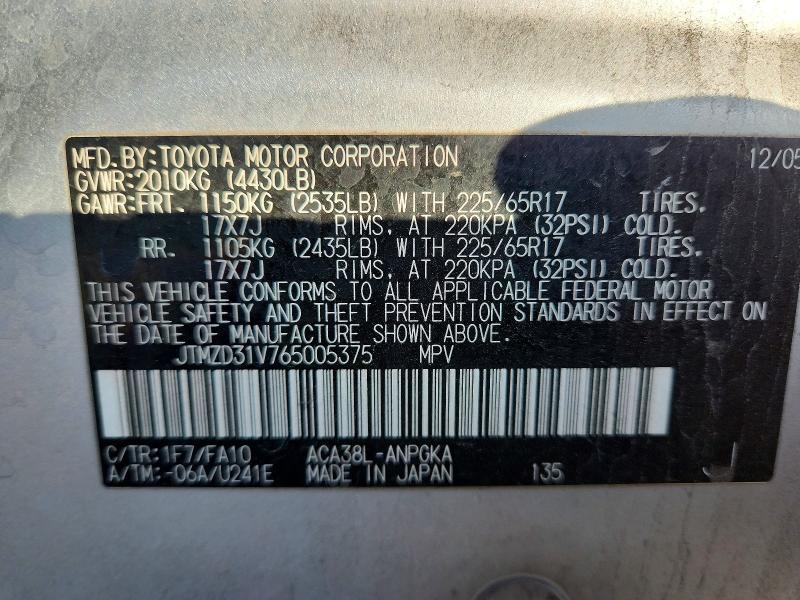 MFD.BY:TOYOTA MOTOR CORPORATION 12/05
GVWR:2010KG (4430LB)
GAWR:FRT. 1150KG (2535LB) WITH 225/65R17 TIRES.
17X7J RIMS, AT 220KPA (32PSI) COLD.
RR. 1105KG (2435LB) WITH 225/65R17 TIRES.
17X7J RIMS, AT 220KPA (32PSI) COLD.
THIS VEHICLE CONFORMS TO ALL APPLICABLE FEDERAL MOTOR
VEHICLE SAFETY AND THEFT PREVENTION STANDARDS IN EFFECT ON
THE DATE OF MANUFACTURE SHOWN ABOVE.
JTMZD31V765005375 MPV
C/TR:1F7/FA10 ACA38L-ANPGKA
A/TM:-06A/U241E MADE IN JAPAN 135 J